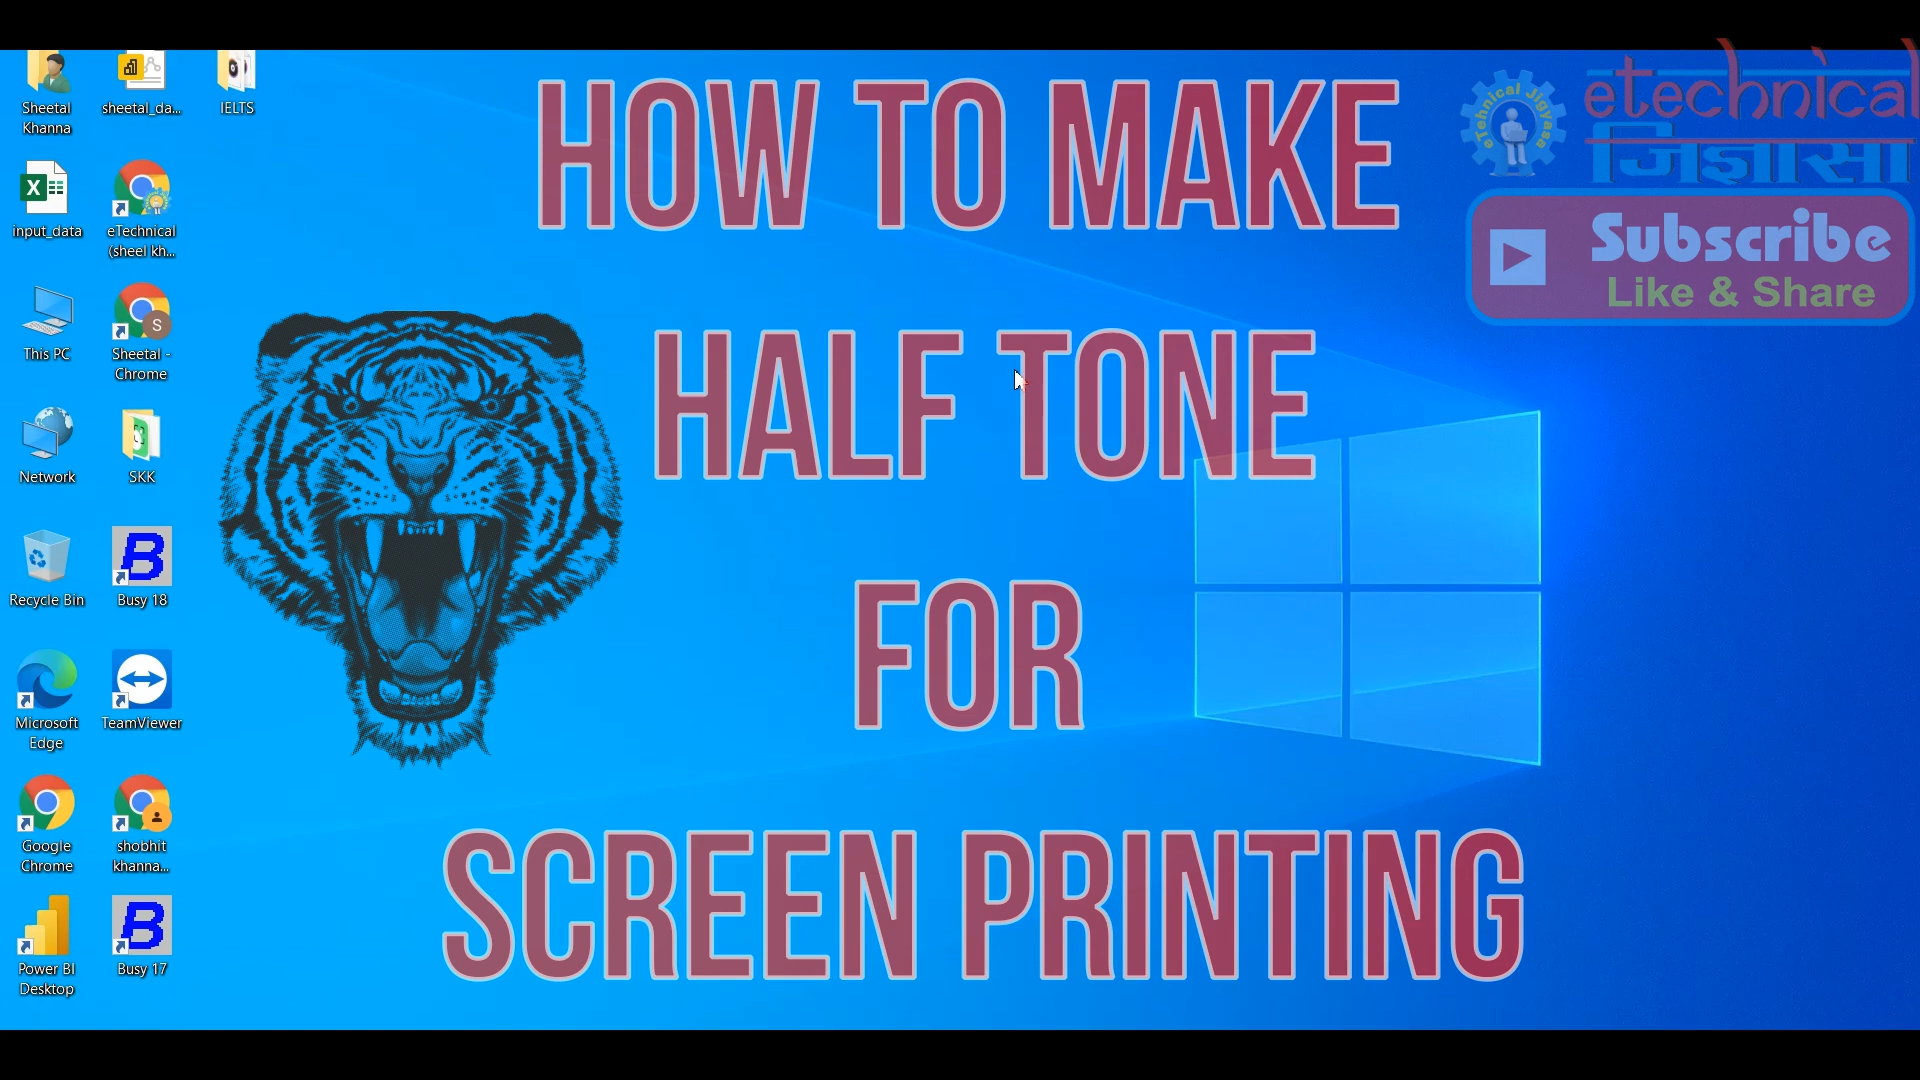 Sheetal
Khanna
sheetal_da...
IELTS
input_data
eTechnical
(sheel kh...
This PC
Sheetal -
Chrome
Network
SKK
Recycle Bin
Busy 18
Microsoft
Edge
TeamViewer
Google
Chrome
shobhit
khanna...
Power BI
Desktop
Busy 17
HOW TO MAKE
HALF TONE
FOR
SCREEN PRINTING
eTehnical Jigyasa
etechnical
जिज्ञासा
Subscribe
Like & Share
X
S
B
B